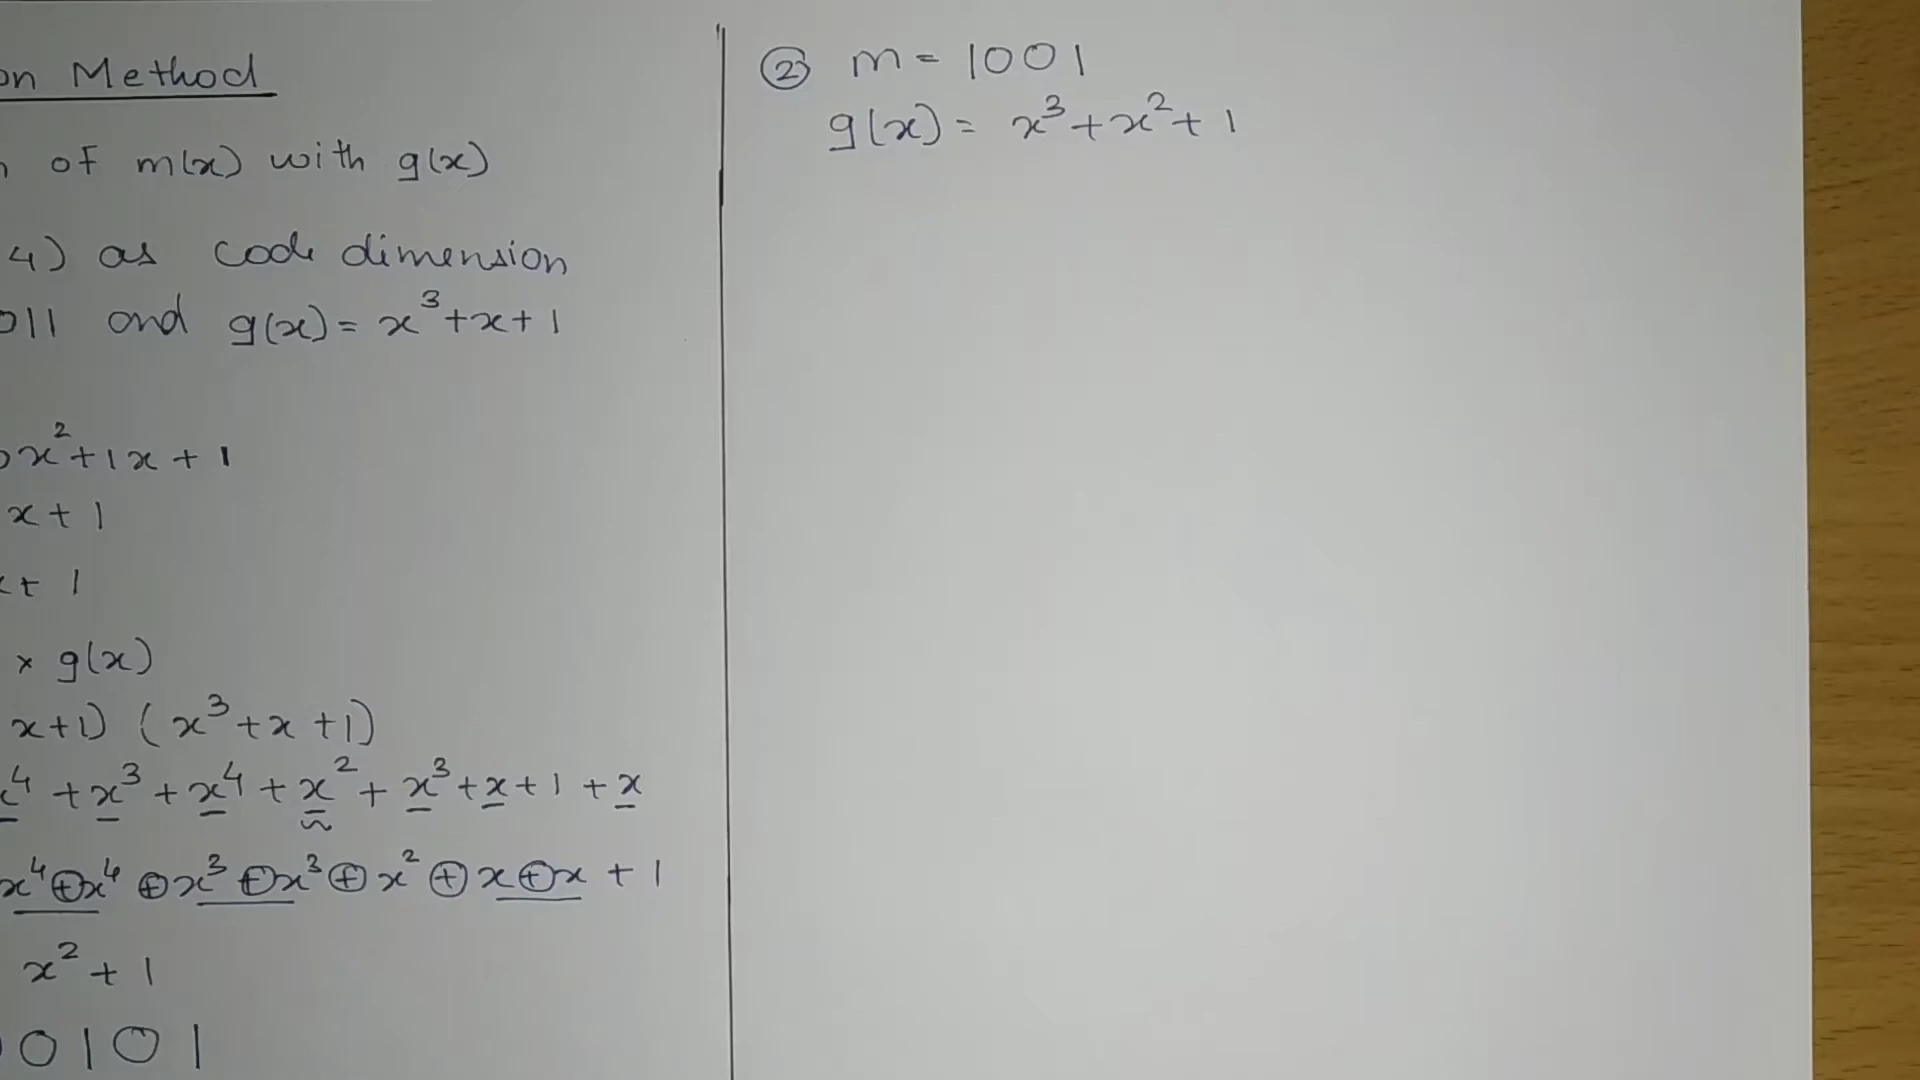 on Method
of m(x) with g(x)
4) as code dimension
011 and g(x) = x³+x+1
0x²+1x+1
x+1
x+1
× g(x)
x+1) (x³+x+1)
x⁴+x³+x⁴+x²+x³+x+1+x
x⁴⊕x⁴⊕x³⊕x³⊕x²⊕x⊕x+1
x²+1
00101
② m = 1001
g(x) = x³+x²+1